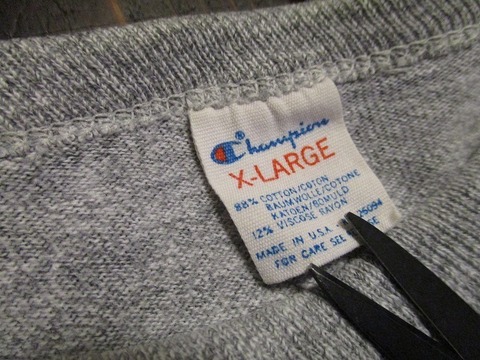 Champion
X-LARGE
88% COTTON/COTON
BAUMWOLLE/COTONE
KATOEN/BOMULD
12% VISCOSE RAYON
MADE IN U.S.A.
FOR CARE SEE